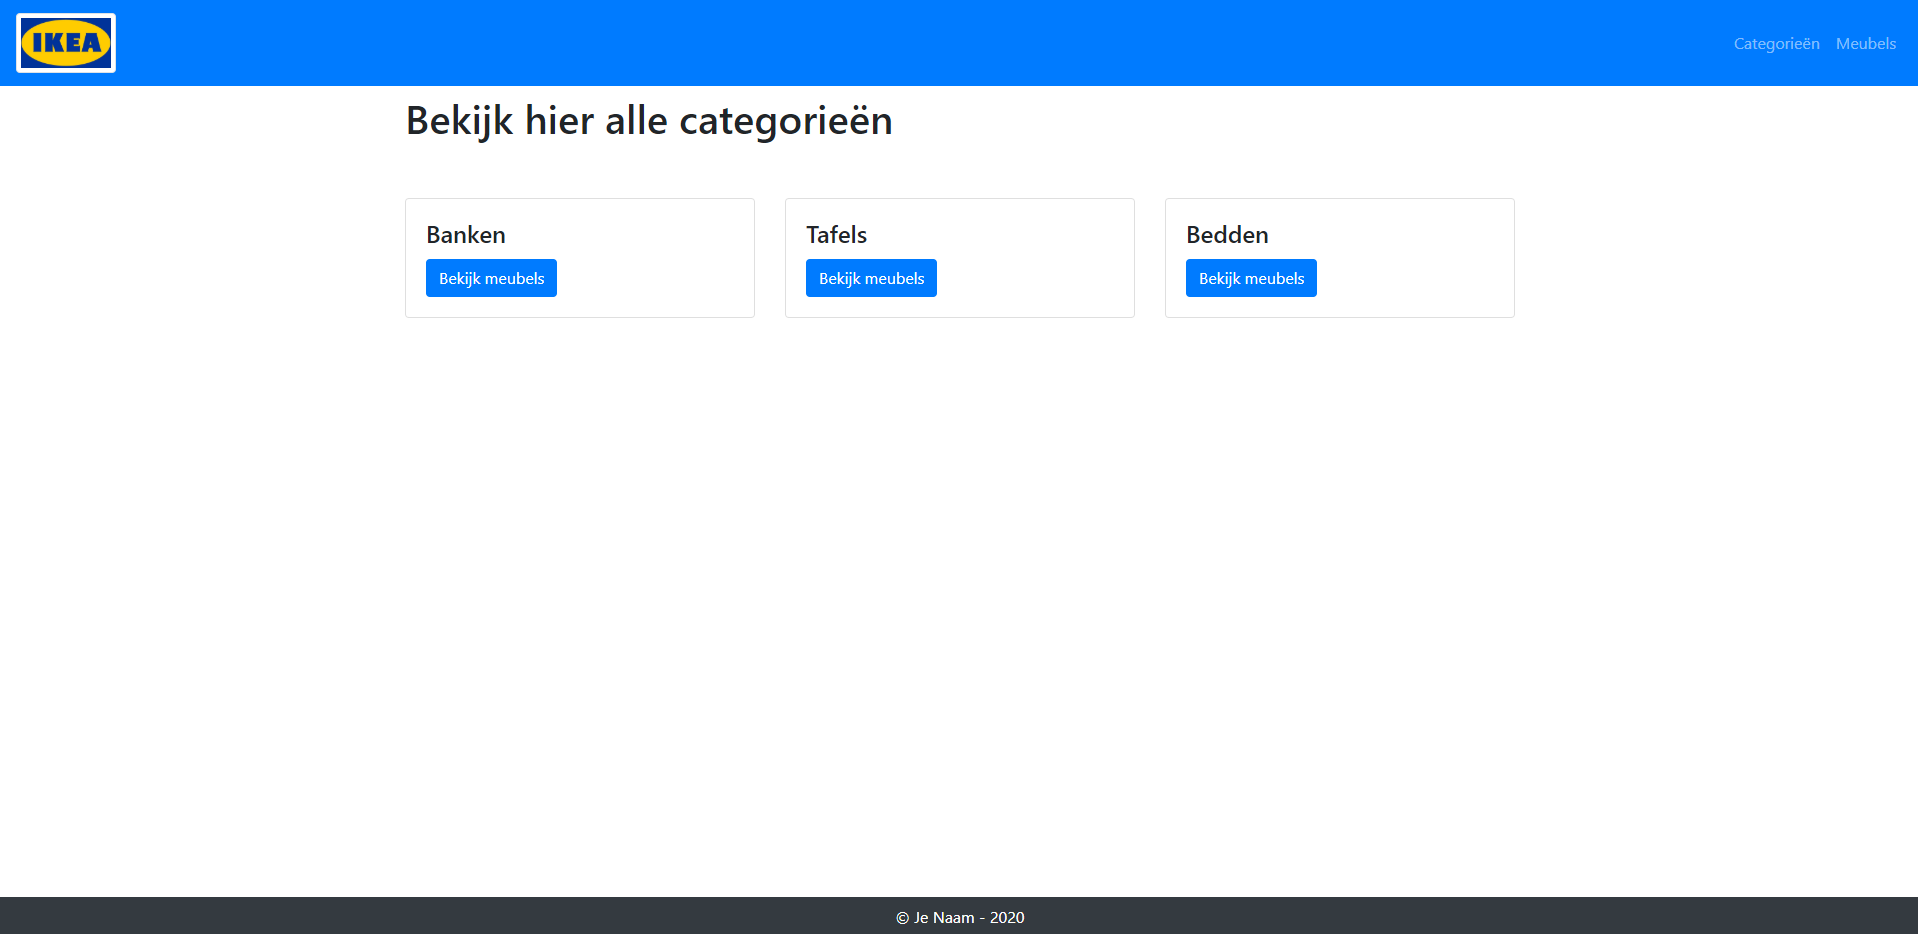 IKEA
Categorieën Meubels
Bekijk hier alle categorieën
Banken
Bekijk meubels
Tafels
Bekijk meubels
Bedden
Bekijk meubels
© Je Naam - 2020